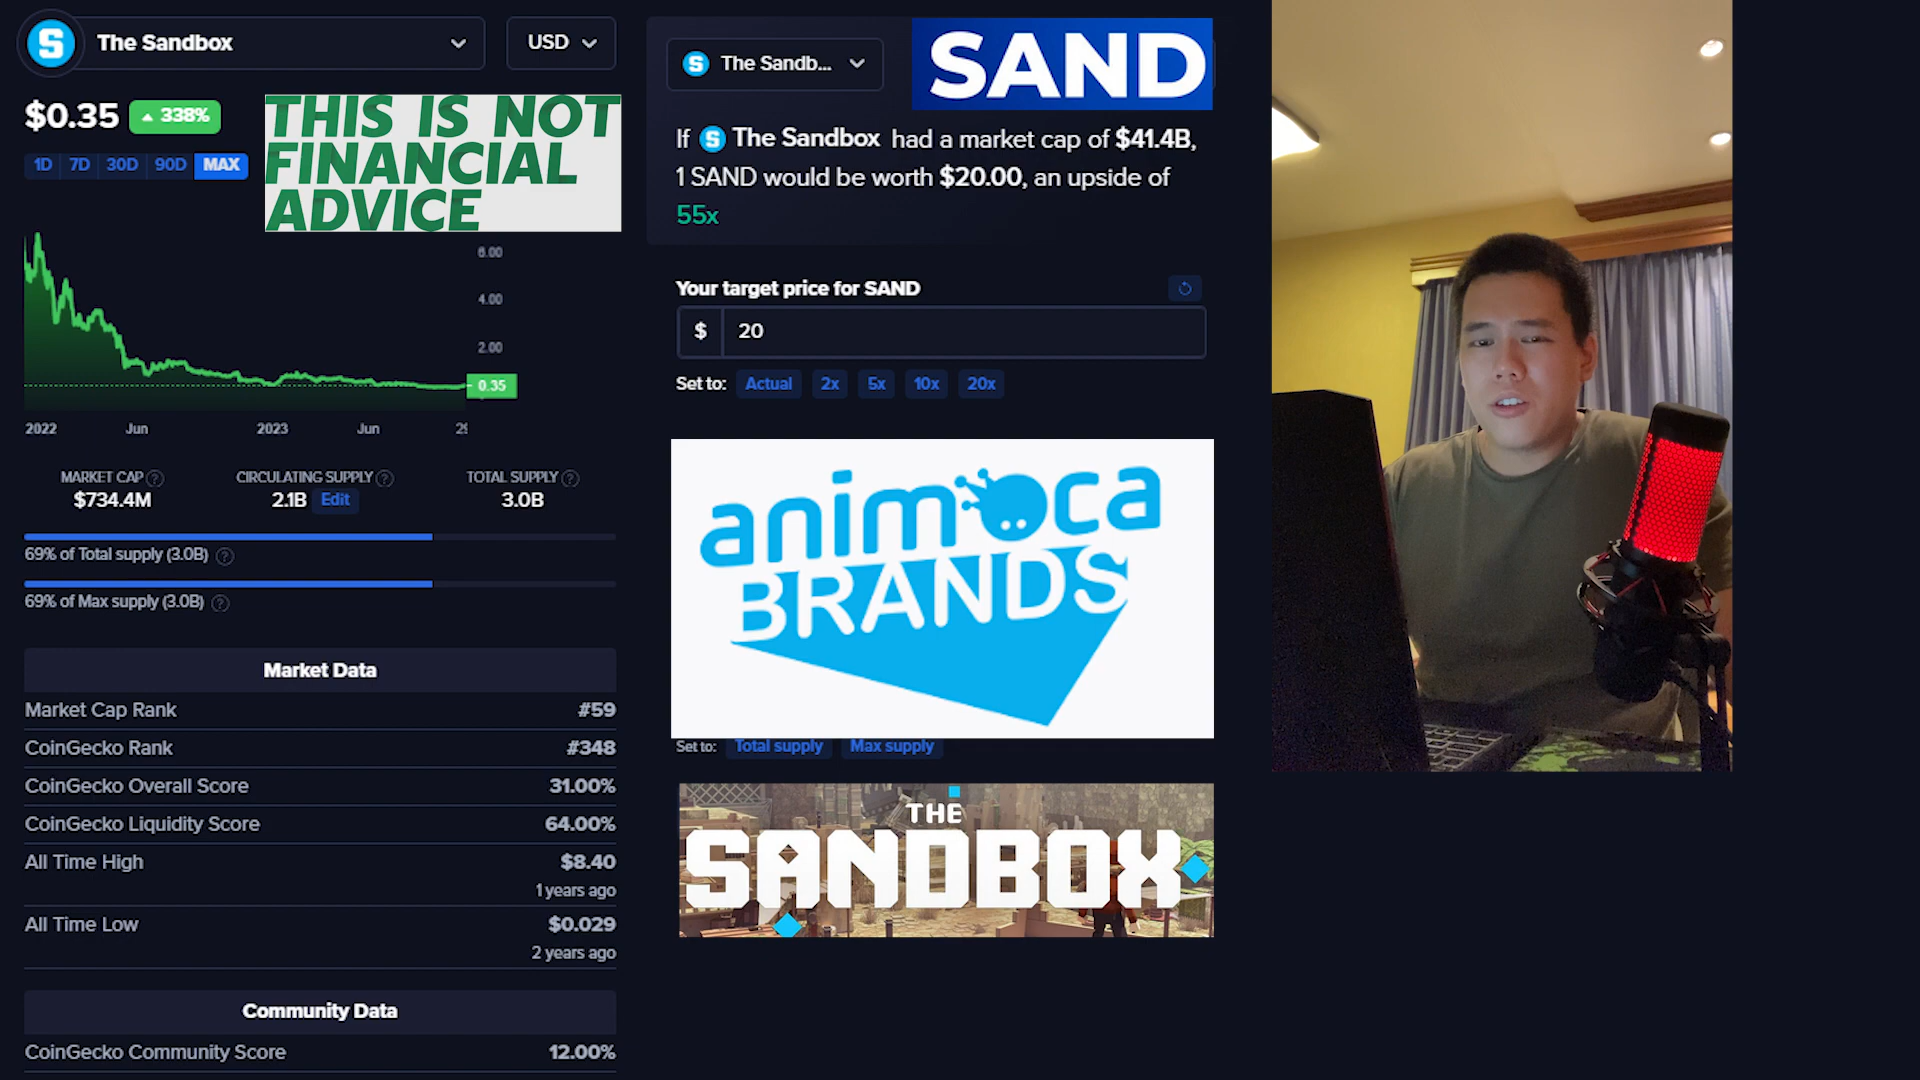 The Sandbox
USD
$0.35
338%
1D 7D 30D 90D MAX
THIS IS NOT
FINANCIAL
ADVICE
6.00
4.00
2.00
0.35
2022 Jun 2023 Jun
MARKET CAP CIRCULATING SUPPLY TOTAL SUPPLY
$734.4M 2.1B Edit 3.0B
69% of Total supply (3.0B)
69% of Max supply (3.0B)
Market Data
Market Cap Rank #59
CoinGecko Rank #348
CoinGecko Overall Score 31.00%
CoinGecko Liquidity Score 64.00%
All Time High $8.40
1 years ago
All Time Low $0.029
2 years ago
Community Data
CoinGecko Community Score 12.00%
The Sandb...
SAND
If The Sandbox had a market cap of $41.4B,
1 SAND would be worth $20.00, an upside of
55x
Your target price for SAND
$ 20
Set to: Actual 2x 5x 10x 20x
animoca
BRANDS
Set to: Total supply Max supply
THE
SANDBOX